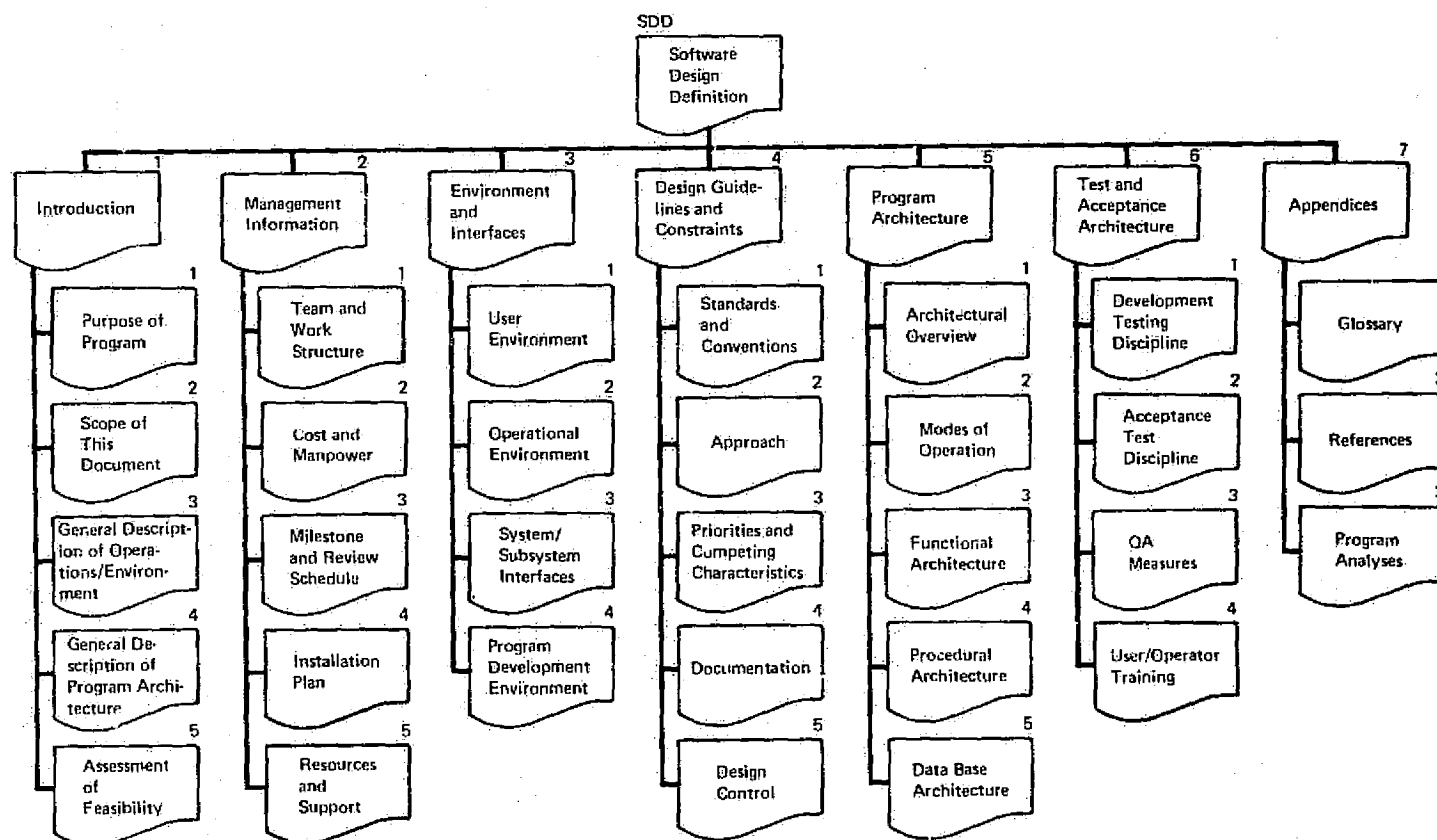 SDD
Software
Design
Definition
1
Introduction
1
Purpose of
Program
2
Scope of
This
Document
3
General Descript-
ion of Opera-
tions/Environ-
ment
4
General De-
scription of
Program Archi-
tecture
5
Assessment
of
Feasibility
2
Management
Information
1
Team and
Work
Structure
2
Cost and
Manpower
3
Milestone
and Review
Schedule
4
Installation
Plan
5
Resources
and
Support
3
Environment
and
Interfaces
1
User
Environment
2
Operational
Environment
3
System/
Subsystem
Interfaces
4
Program
Development
Environment
4
Design Guide-
lines and
Constraints
1
Standards
and
Conventions
2
Approach
3
Priorities and
Competing
Characteristics
4
Documentation
5
Design
Control
5
Program
Architecture
1
Architectural
Overview
2
Modes of
Operation
3
Functional
Architecture
4
Procedural
Architecture
5
Data Base
Architecture
6
Test and
Acceptance
Architecture
1
Development
Testing
Discipline
2
Acceptance
Test
Discipline
3
QA
Measures
4
User/Operator
Training
7
Appendices
Glossary
References
Program
Analyses